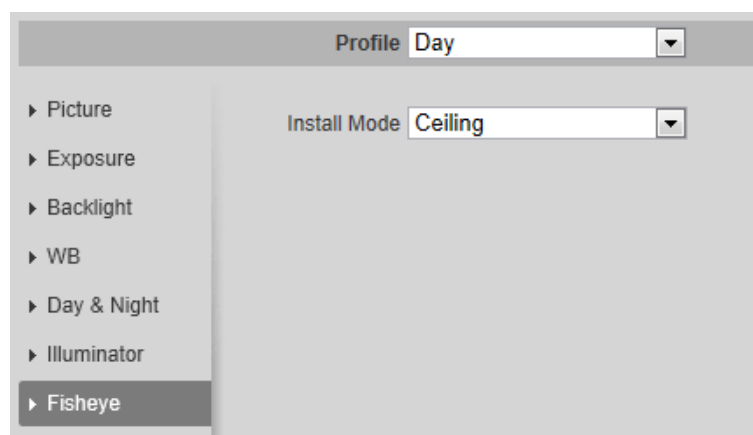 Profile Day
Picture
Install Mode Ceiling
Exposure
Backlight
WB
Day & Night
Illuminator
Fisheye